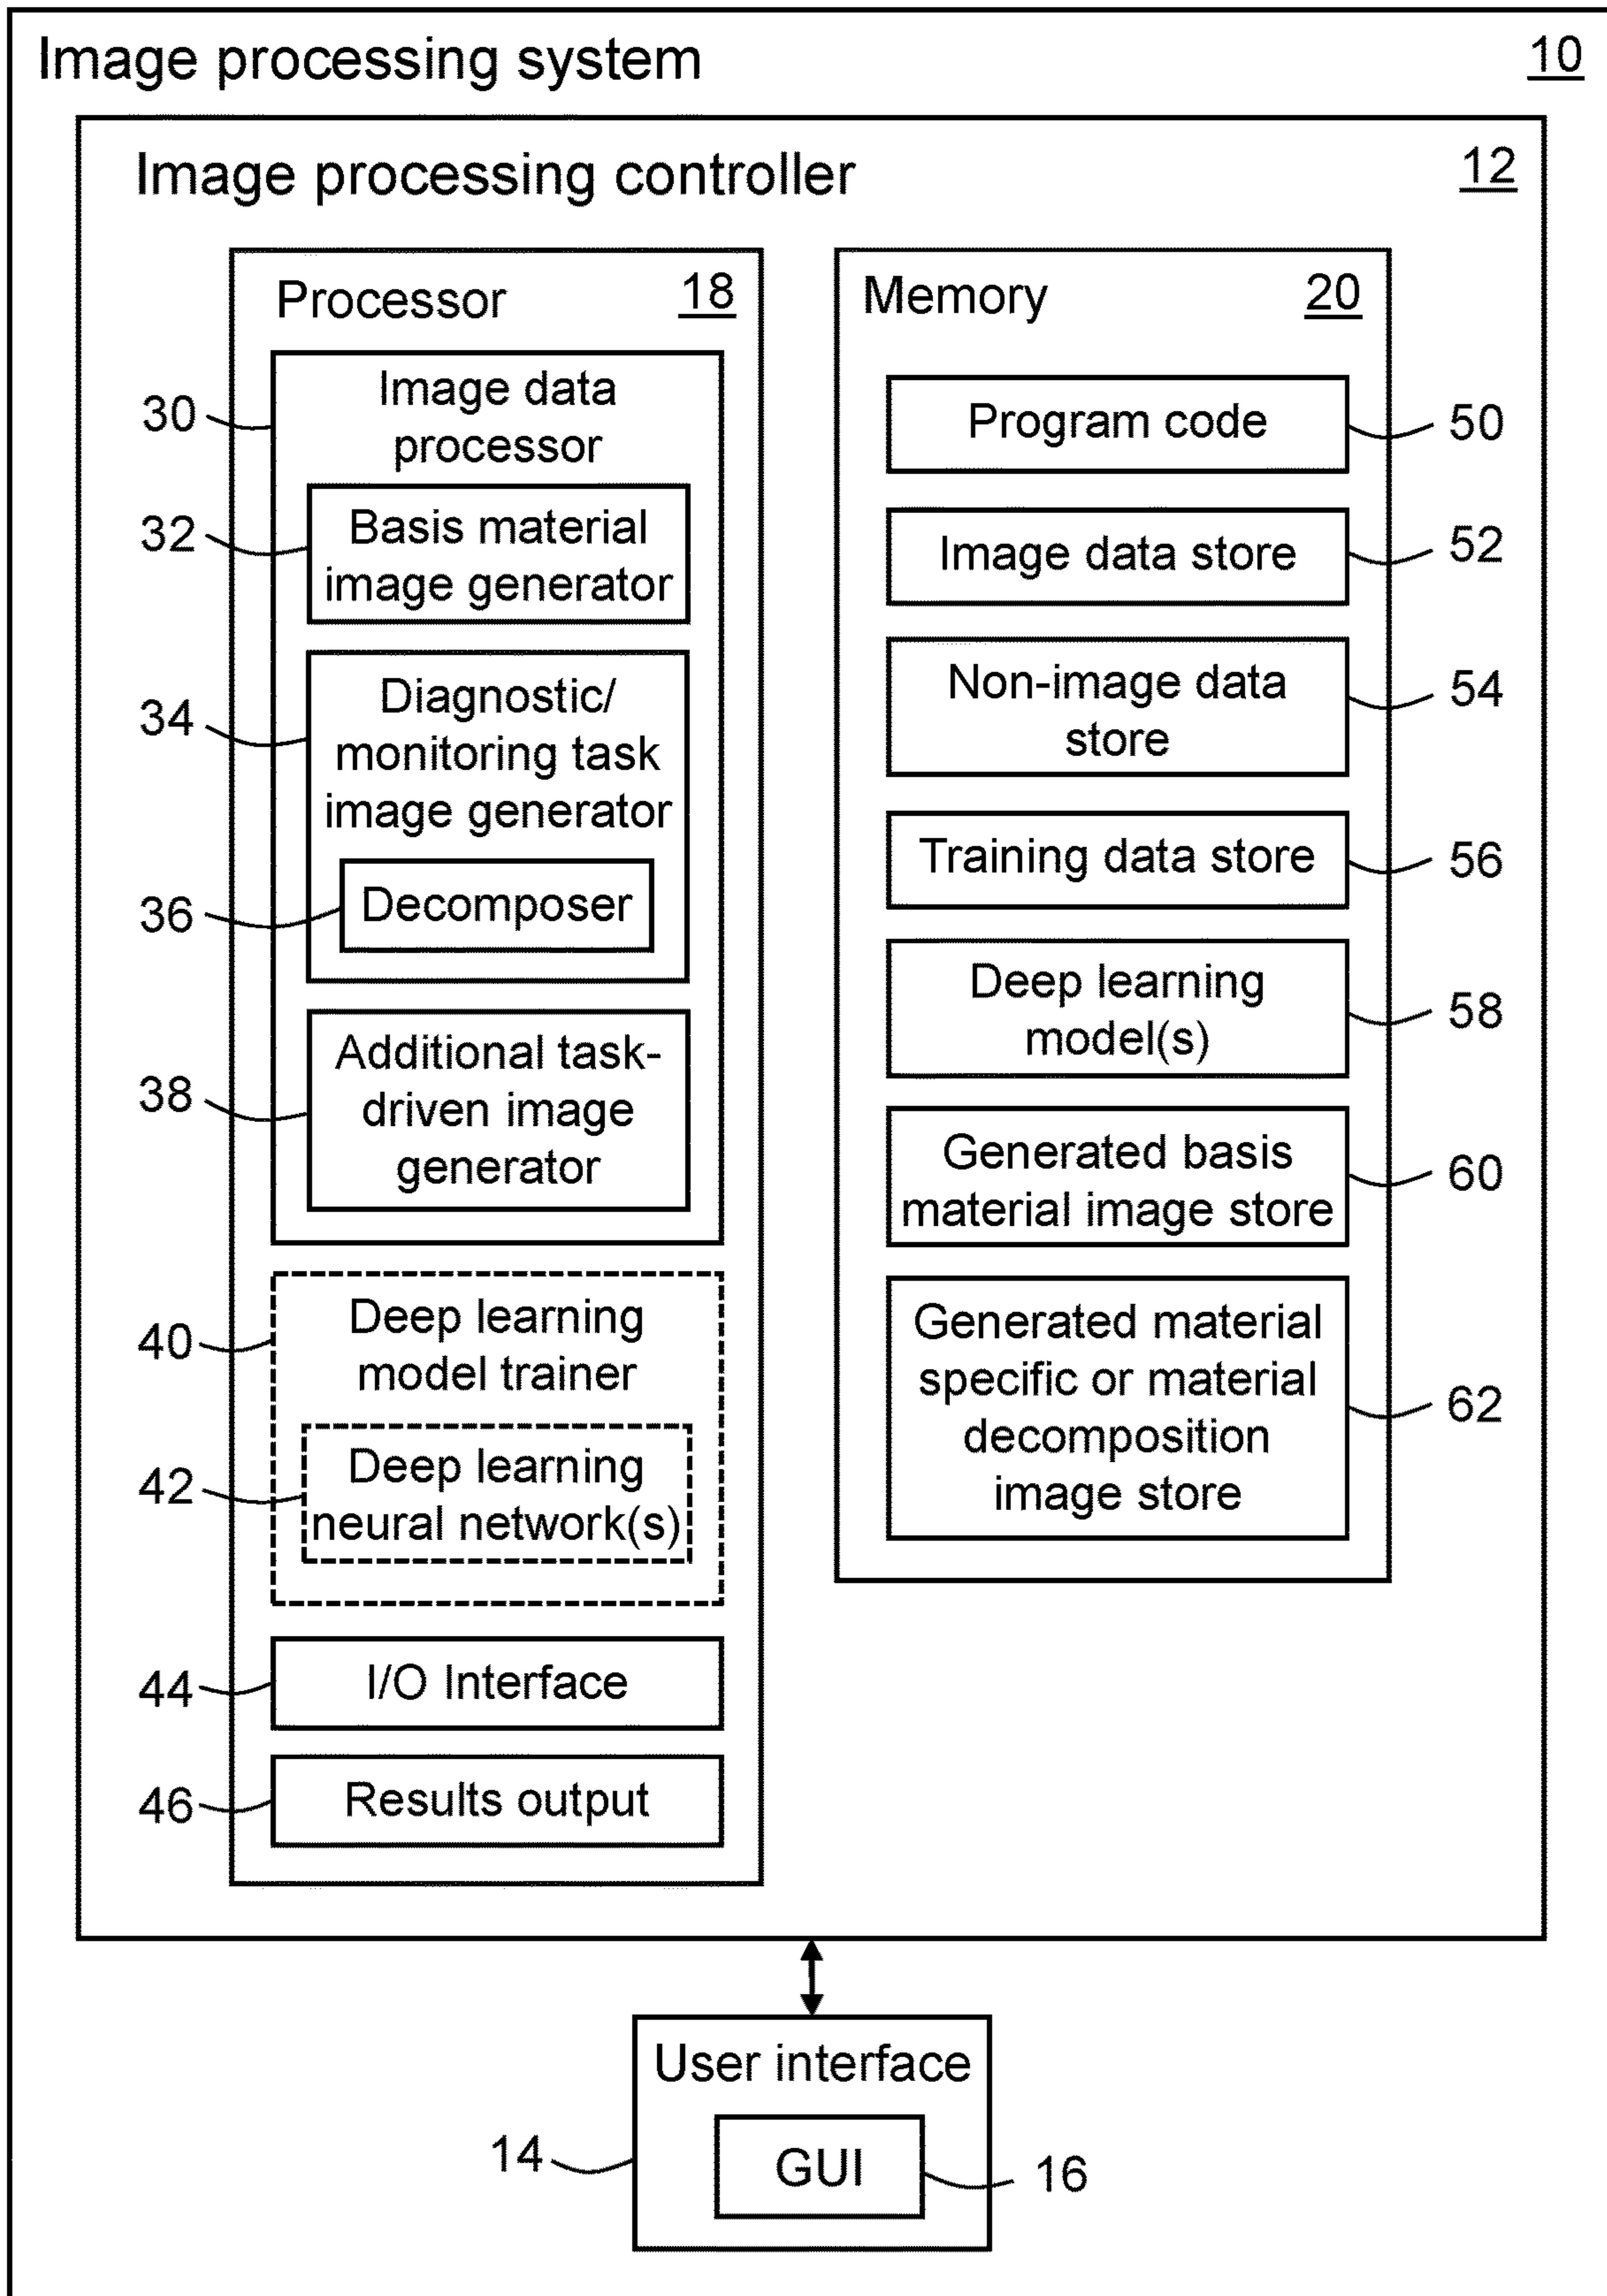 Image processing system 10
Image processing controller 12
Processor 18
30 Image data
processor
32 Basis material
image generator
34 Diagnostic/
monitoring task
image generator
36 Decomposer
38 Additional task-
driven image
generator
40 Deep learning
model trainer
42 Deep learning
neural network(s)
44 I/O Interface
46 Results output
Memory 20
Program code 50
Image data store 52
Non-image data
store 54
Training data store 56
Deep learning
model(s) 58
Generated basis
material image store 60
Generated material
specific or material
decomposition
image store 62
User interface
14 GUI 16